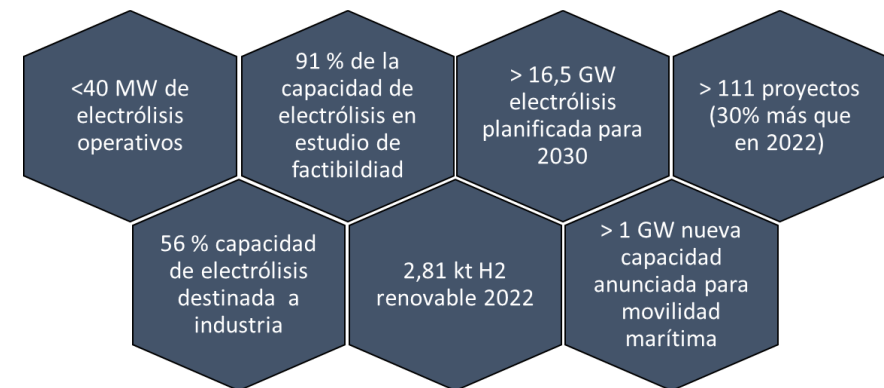 <40 MW de
electrólisis
operativos
91 % de la
capacidad de
electrólisis en
estudio de
factibildiad
> 16,5 GW
electrólisis
planificada para
2030
> 111 proyectos
(30% más que
en 2022)
56 % capacidad
de electrólisis
destinada a
industria
2,81 kt H2
renovable 2022
> 1 GW nueva
capacidad
anunciada para
movilidad
marítima